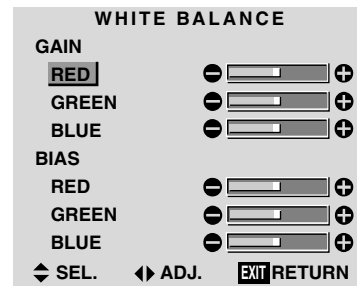 WHITE BALANCE
GAIN
RED
GREEN
BLUE
BIAS
RED
GREEN
BLUE
SEL. ADJ. EXIT RETURN